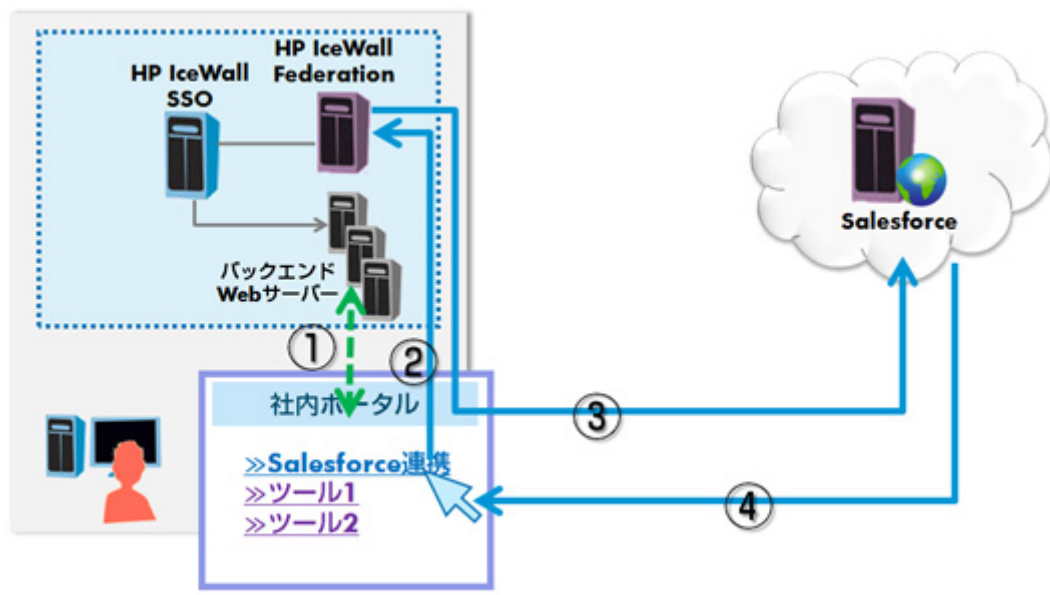 HP IceWall
SSO
HP IceWall
Federation
バックエンド
Webサーバー
Salesforce
①
②
③
④
社内ポータル
≫Salesforce連携
≫ツール1
≫ツール2